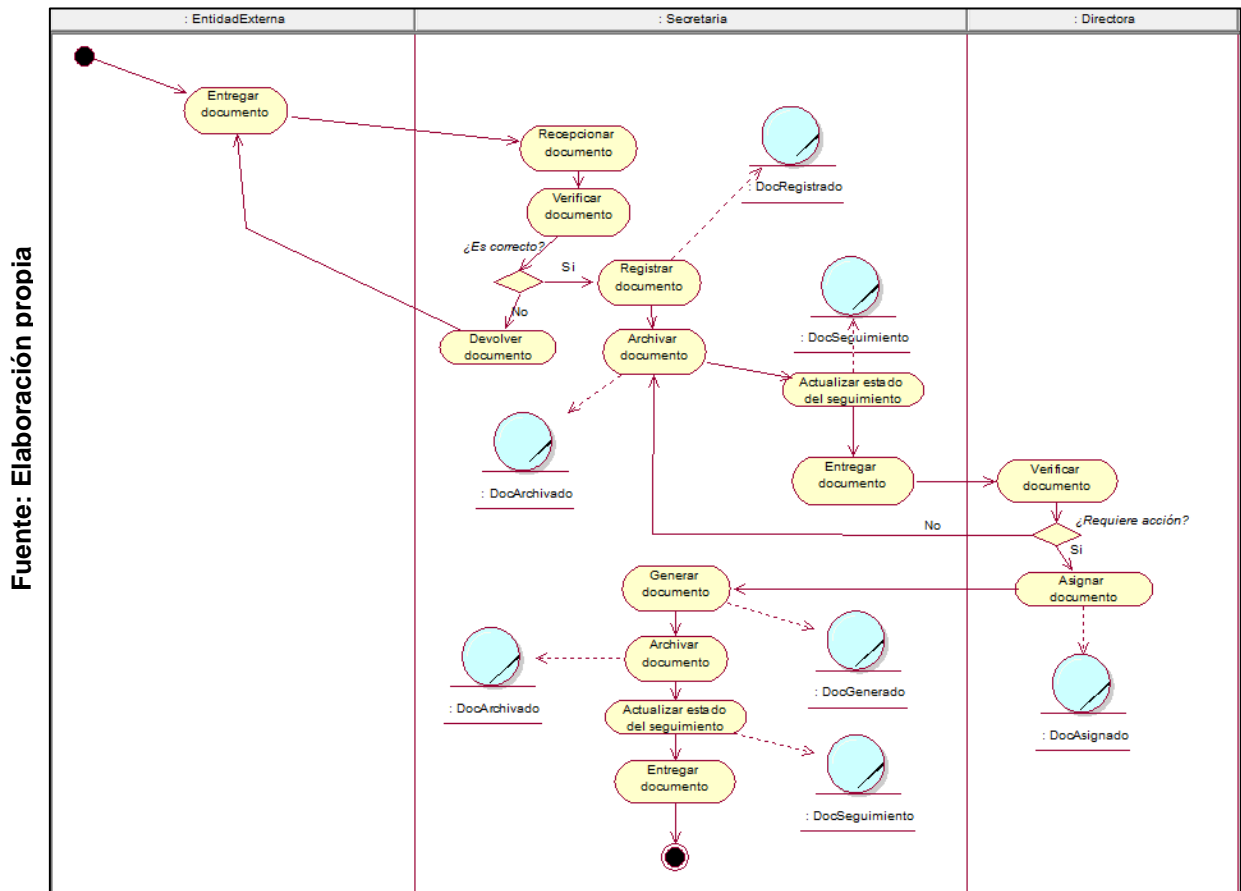 : EntidadExterna
: Secretaria
: Directora
Entregar
documento
Recepcionar
documento
: DocRegistrado
Verificar
documento
¿Es correcto?
Si
Registrar
documento
No
Devolver
documento
Archivar
documento
: DocSeguimiento
Actualizar estado
del seguimiento
: DocArchivado
Entregar
documento
Verificar
documento
No
¿Requiere acción?
Si
Asignar
documento
Generar
documento
Archivar
documento
: DocGenerado
: DocArchivado
Actualizar estado
del seguimiento
: DocAsignado
Entregar
documento
: DocSeguimiento
Fuente: Elaboración propia